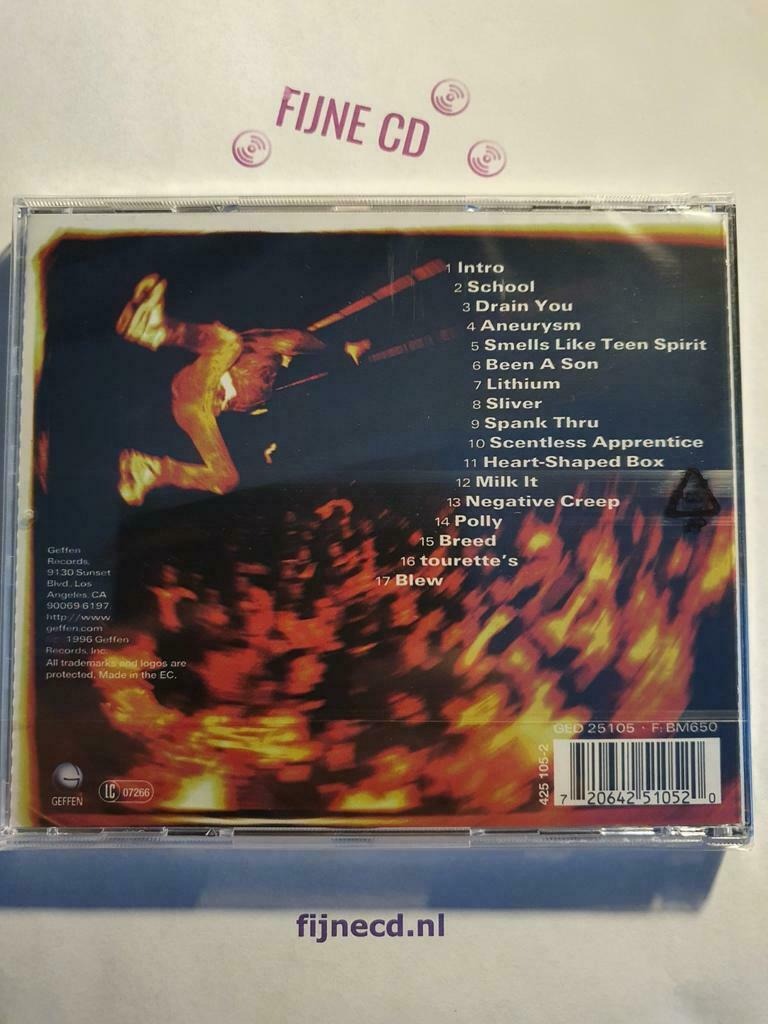 FIJNE CD
1 Intro
2 School
3 Drain You
4 Aneurysm
5 Smells Like Teen Spirit
6 Been A Son
7 Lithium
8 Sliver
9 Spank Thru
10 Scentless Apprentice
11 Heart-Shaped Box
12 Milk It
13 Negative Creep
14 Polly
15 Breed
16 tourette's
17 Blew
Geffen
Records,
9130 Sunset
Blvd., Los
Angeles, CA
90069 6197.
http://www.
geffen.com
1996 Geffen
Records, Inc.
All trademarks and logos are
protected. Made in the EC.
GEFFEN
LC 07266
GED 25105 · F: BM650
425 105-2
7 20642 51052 0
fijnecd.nl